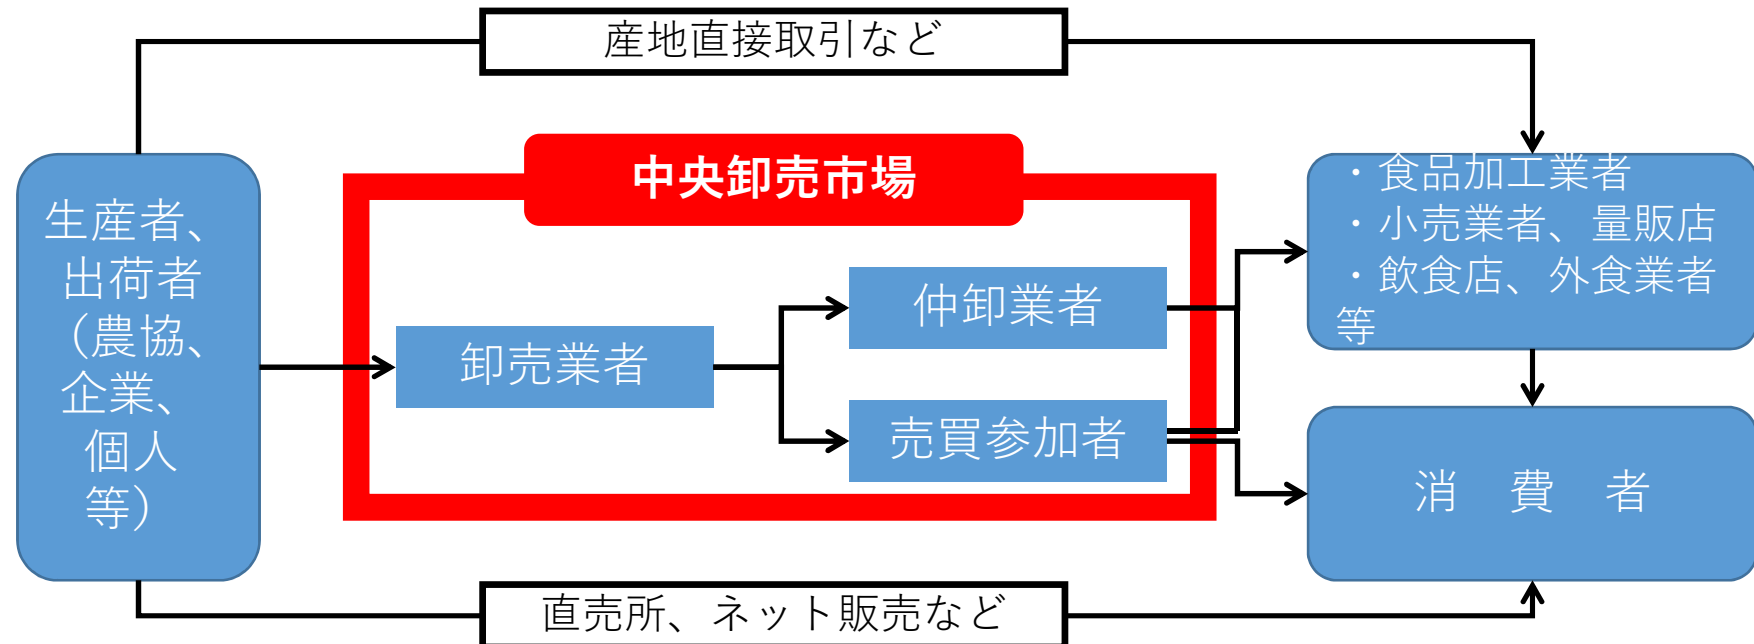 産地直接取引など
中央卸売市場
生産者、
出荷者
（農協、
企業、
個人
等）
卸売業者
仲卸業者
売買参加者
・食品加工業者
・小売業者、量販店
・飲食店、外食業者
等
消　費　者
直売所、ネット販売など